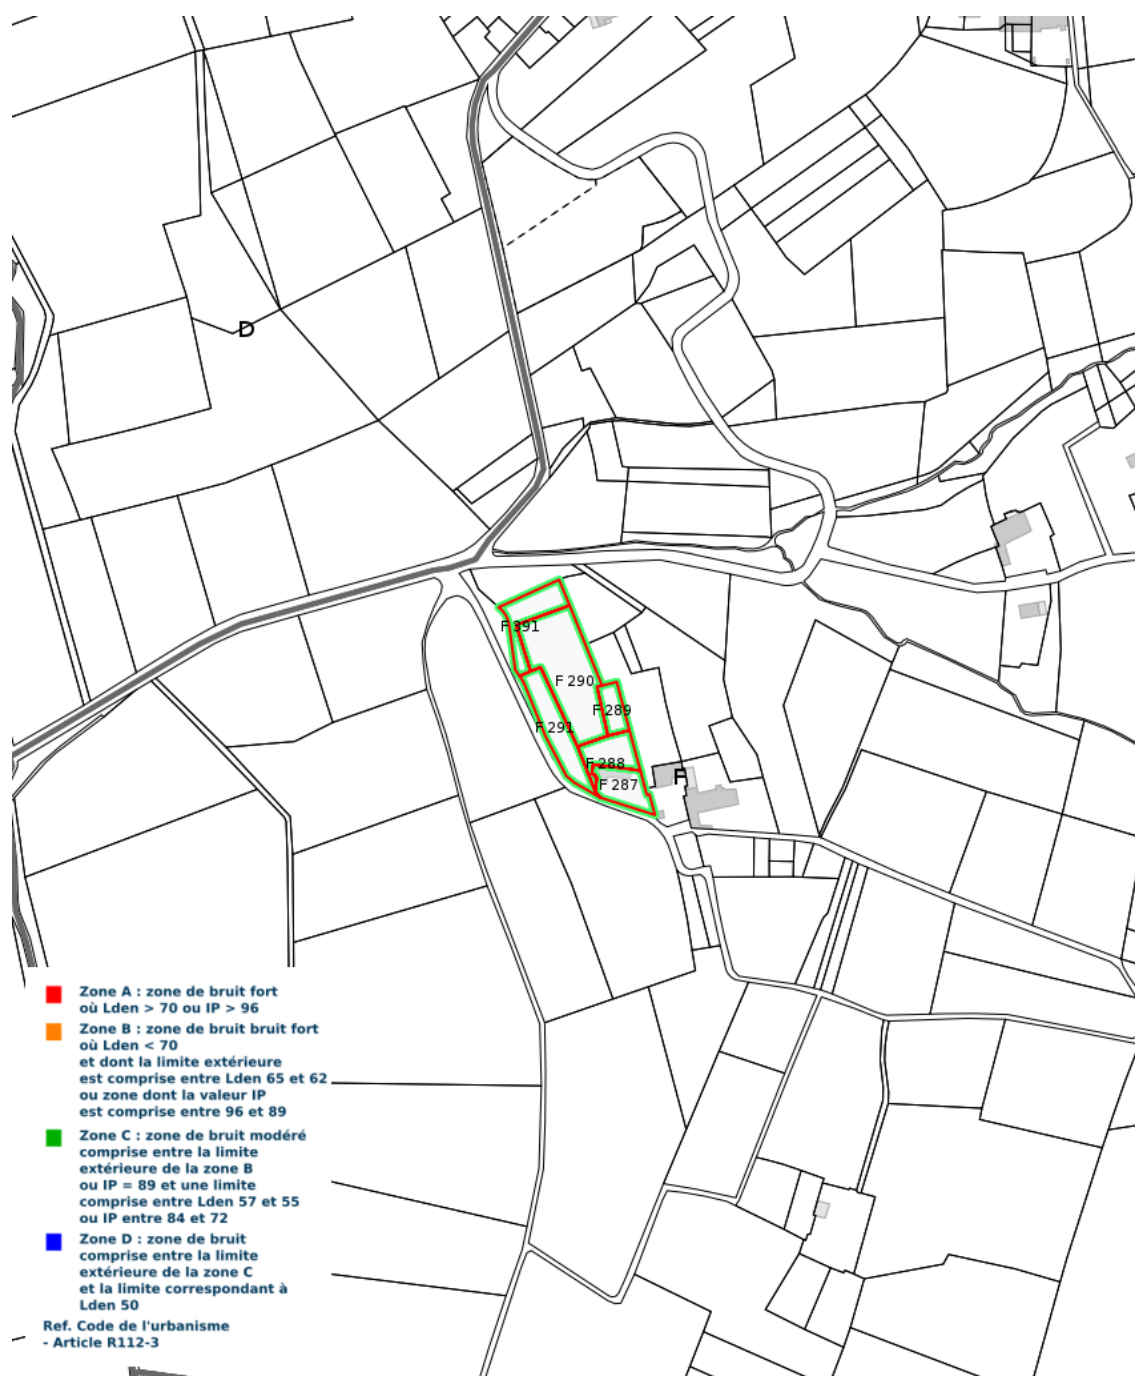 D
F 391
F 290
F 289
F 291
F 288
F
F 287
Zone A : zone de bruit fort
où Lden > 70 ou IP > 96
Zone B : zone de bruit bruit fort
où Lden < 70
et dont la limite extérieure
est comprise entre Lden 65 et 62
ou zone dont la valeur IP
est comprise entre 96 et 89
Zone C : zone de bruit modéré
comprise entre la limite
extérieure de la zone B
ou IP = 89 et une limite
comprise entre Lden 57 et 55
ou IP entre 84 et 72
Zone D : zone de bruit
comprise entre la limite
extérieure de la zone C
et la limite correspondant à
Lden 50
Ref. Code de l'urbanisme
- Article R112-3